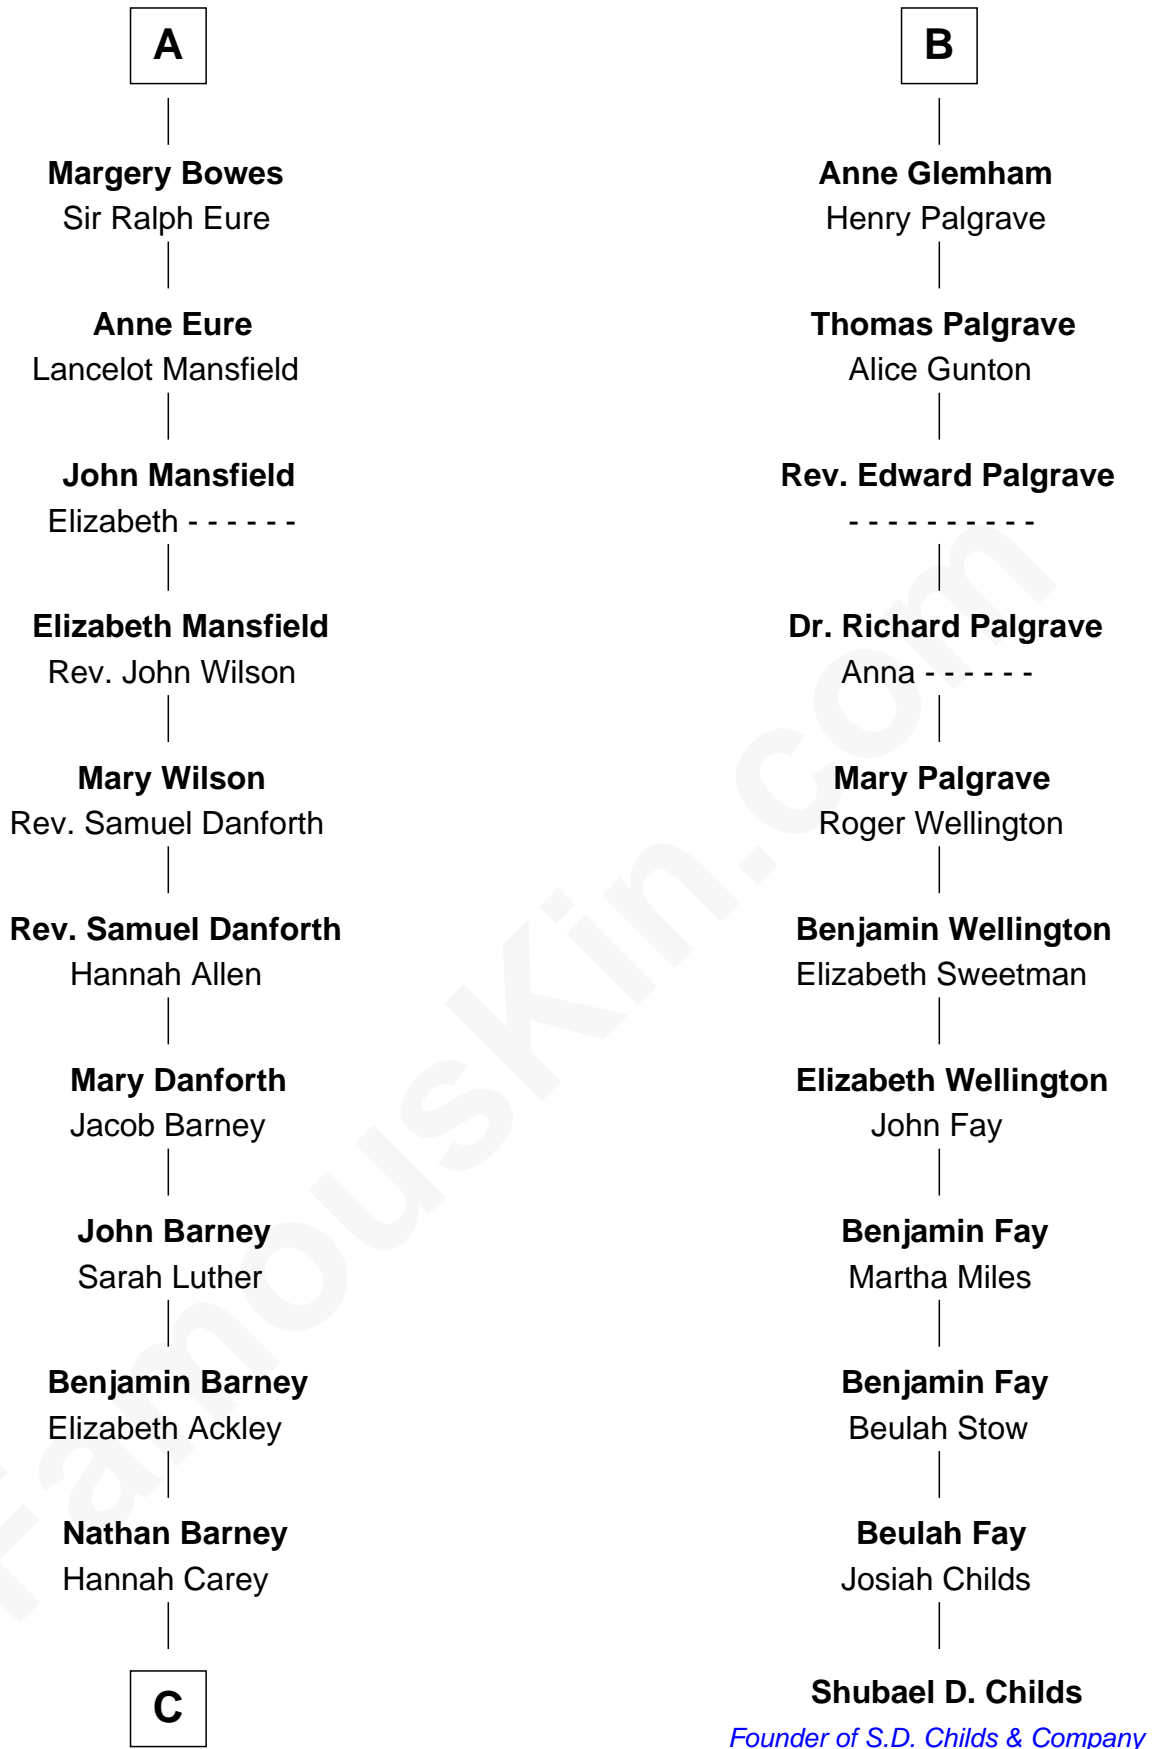 A
Margery Bowes
Sir Ralph Eure
Anne Eure
Lancelot Mansfield
John Mansfield
Elizabeth - - - - - -
Elizabeth Mansfield
Rev. John Wilson
Mary Wilson
Rev. Samuel Danforth
Rev. Samuel Danforth
Hannah Allen
Mary Danforth
Jacob Barney
John Barney
Sarah Luther
Benjamin Barney
Elizabeth Ackley
Nathan Barney
Hannah Carey
C
B
Anne Glemham
Henry Palgrave
Thomas Palgrave
Alice Gunton
Rev. Edward Palgrave
- - - - - - - - - -
Dr. Richard Palgrave
Anna - - - - - -
Mary Palgrave
Roger Wellington
Benjamin Wellington
Elizabeth Sweetman
Elizabeth Wellington
John Fay
Benjamin Fay
Martha Miles
Benjamin Fay
Beulah Stow
Beulah Fay
Josiah Childs
Shubael D. Childs
Founder of S.D. Childs & Company
FamousKin.com